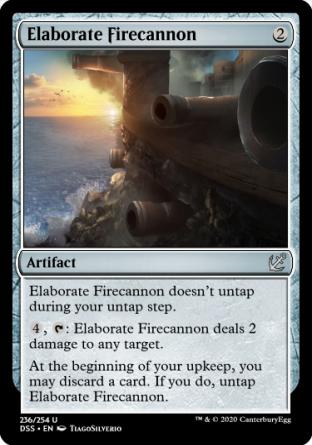 Elaborate Firecannon 2
Artifact
Elaborate Firecannon doesn't untap
during your untap step.
4, : Elaborate Firecannon deals 2
damage to any target.
At the beginning of your upkeep, you
may discard a card. If you do, untap
Elaborate Firecannon.
236/254 U
DSS • EN TiagoSilverio
™ & © 2020 CanterburyEgg